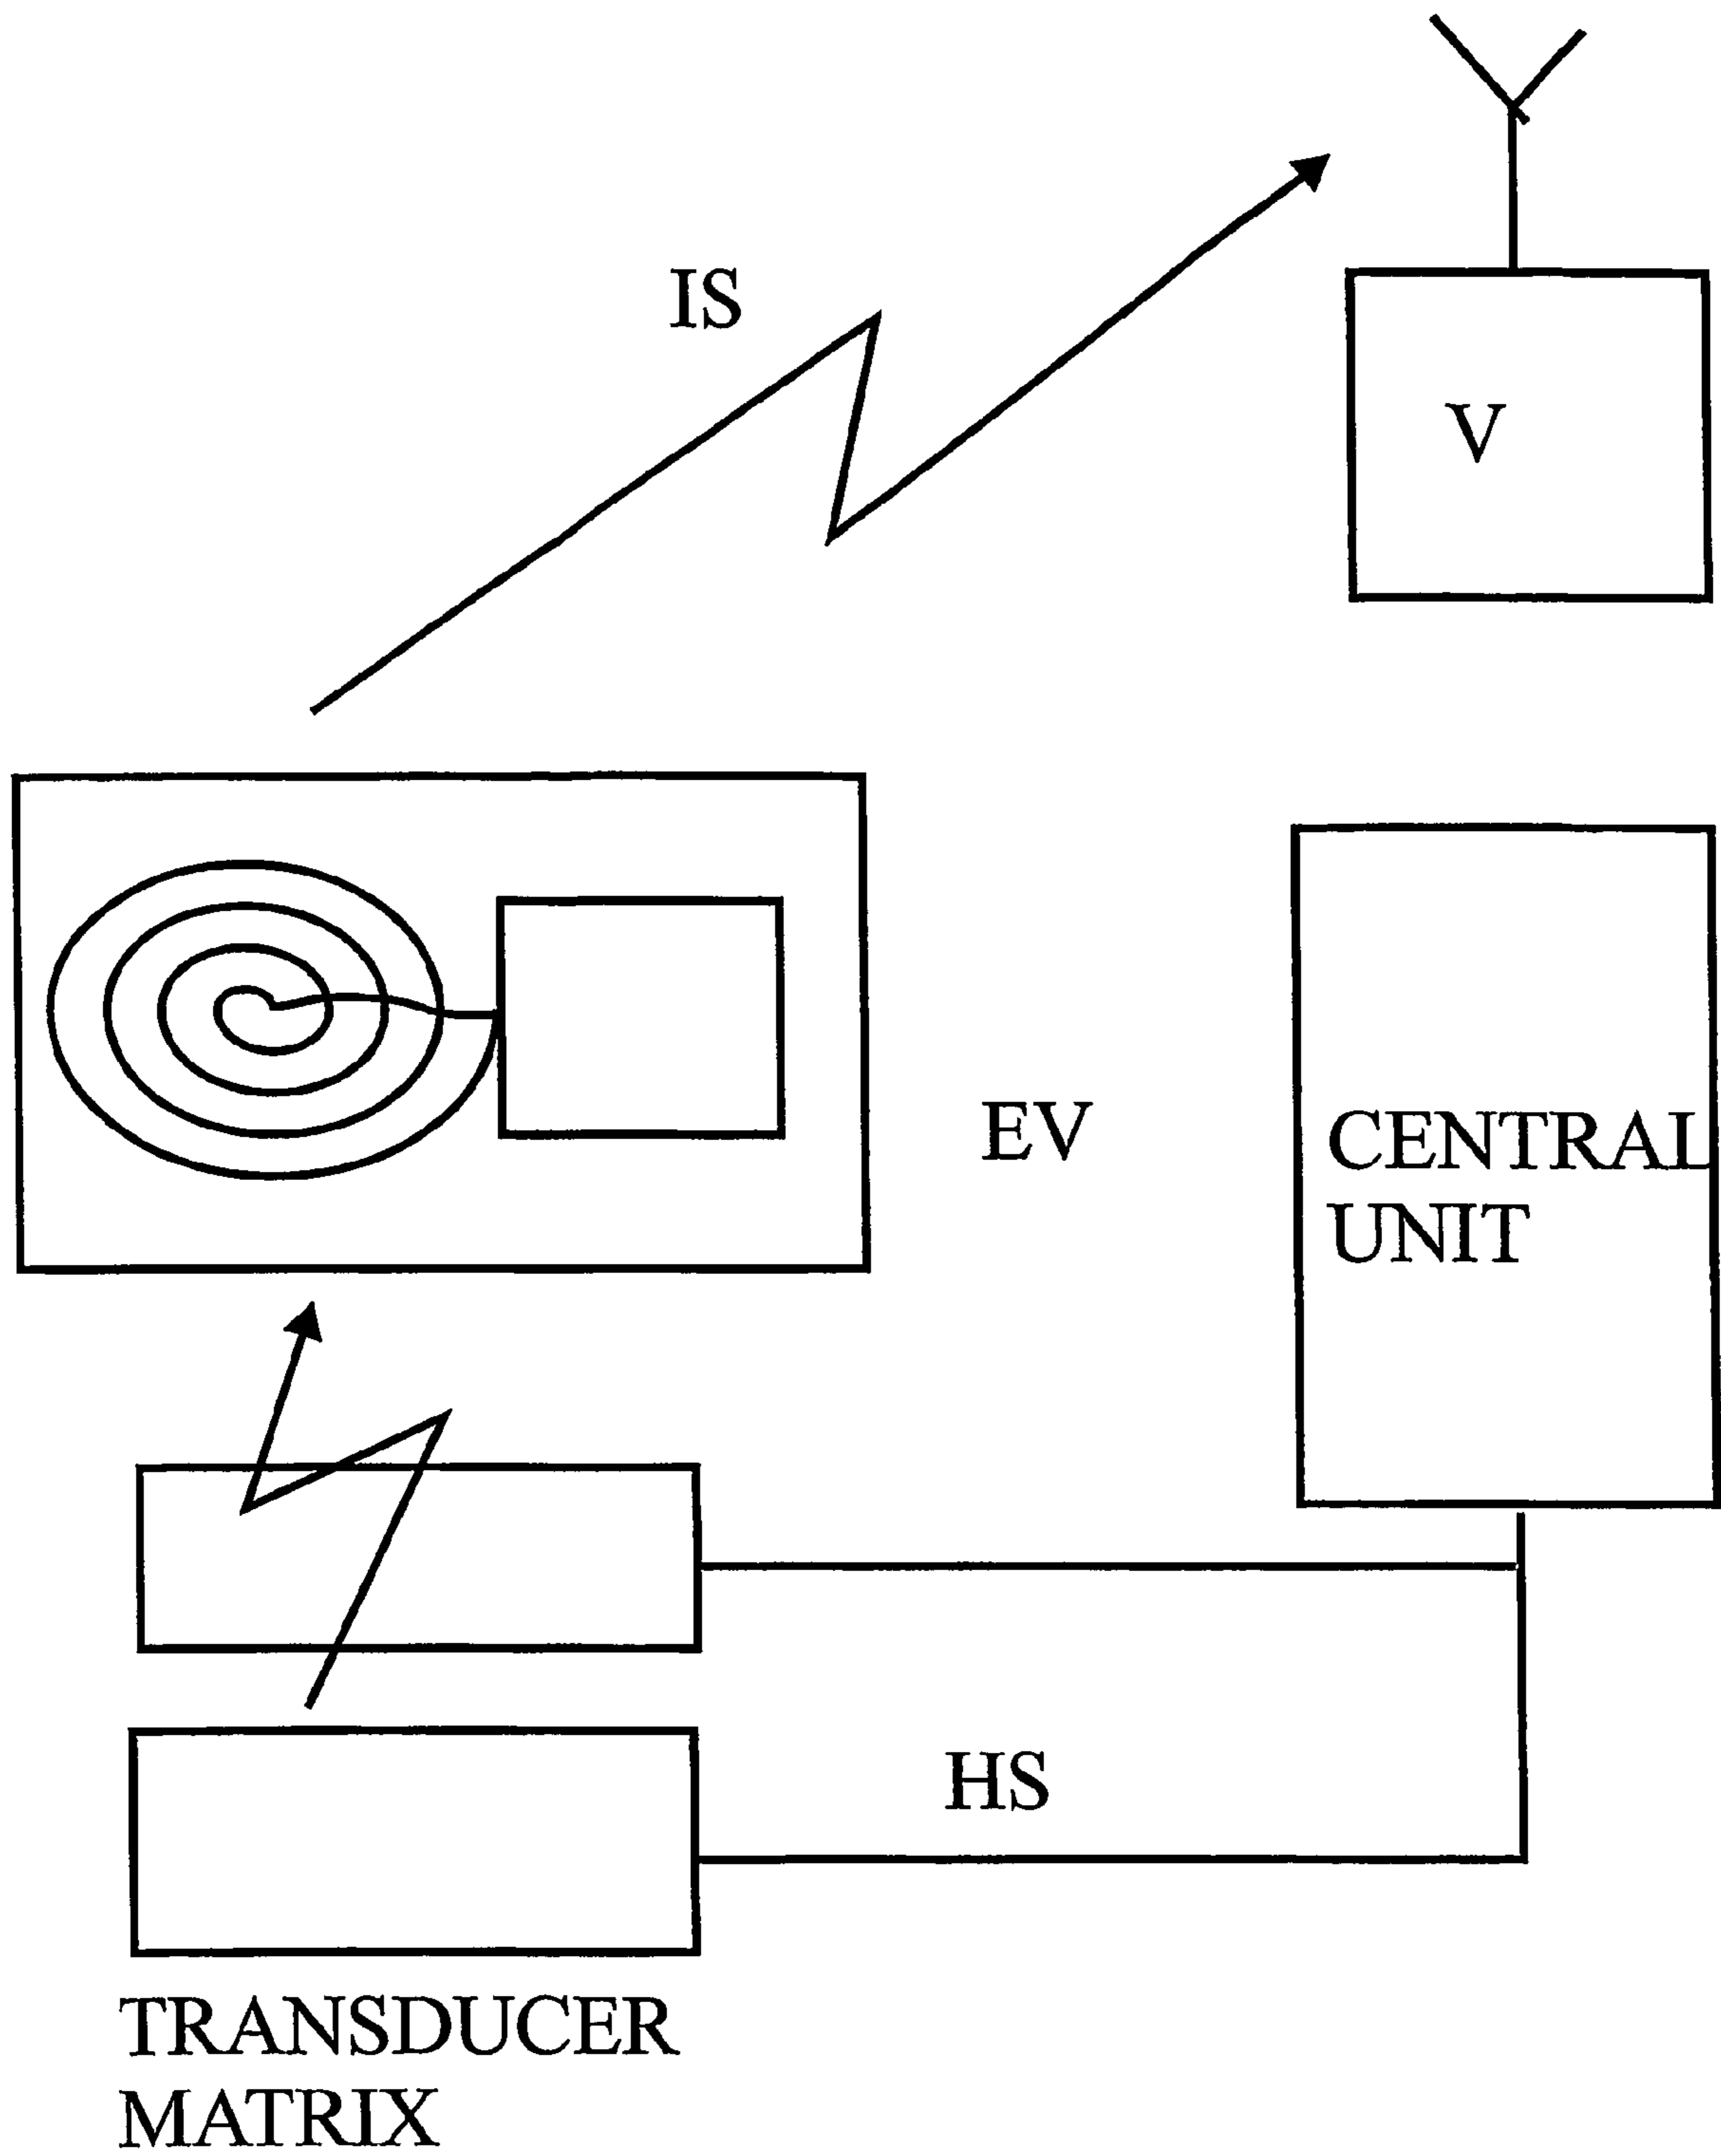 IS
V
EV
CENTRAL
UNIT
HS
TRANSDUCER
MATRIX